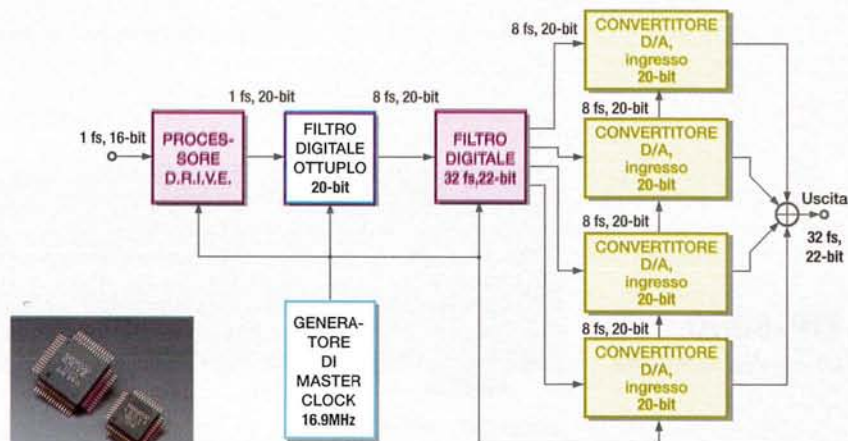 1 fs, 16-bit
PROCES-
SORE
D.R.I.V.E.
1 fs, 20-bit
FILTRO
DIGITALE
OTTUPLO
20-bit
8 fs, 20-bit
FILTRO
DIGITALE
32 fs,22-bit
8 fs, 20-bit
CONVERTITORE
D/A,
ingresso
20-bit
8 fs, 20-bit
CONVERTITORE
D/A,
ingresso
20-bit
8 fs, 20-bit
CONVERTITORE
D/A,
ingresso
20-bit
8 fs, 20-bit
CONVERTITORE
D/A,
ingresso
20-bit
Uscita
32 fs,
22-bit
GENERA-
TORE
DI
MASTER
CLOCK
16.9MHz